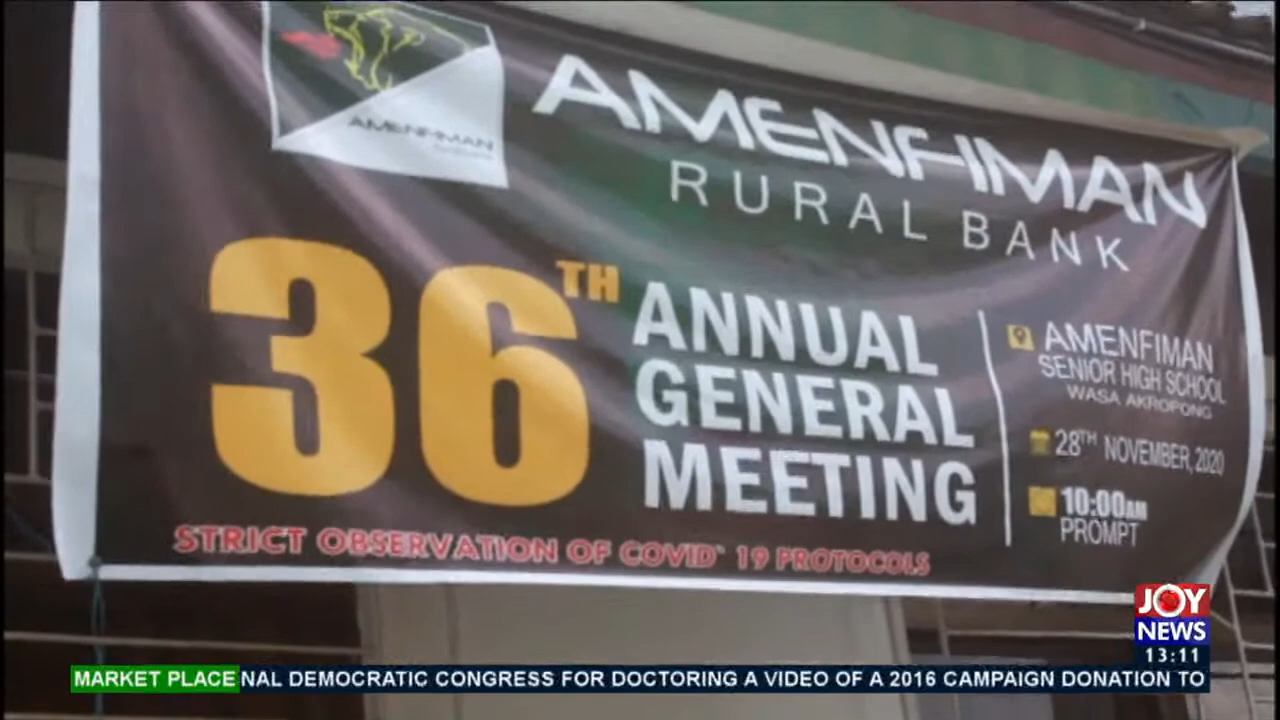 AMENFIMAN
AMENFIMAN
RURAL BANK
36TH
ANNUAL
GENERAL
MEETING
AMENFIMAN
SENIOR HIGH SCHOOL
WASA AKROPONG
28TH NOVEMBER, 2020
10:00AM
PROMPT
STRICT OBSERVATION OF COVID` 19 PROTOCOLS
JOY
NEWS
13:11
MARKET PLACE
NAL DEMOCRATIC CONGRESS FOR DOCTORING A VIDEO OF A 2016 CAMPAIGN DONATION TO